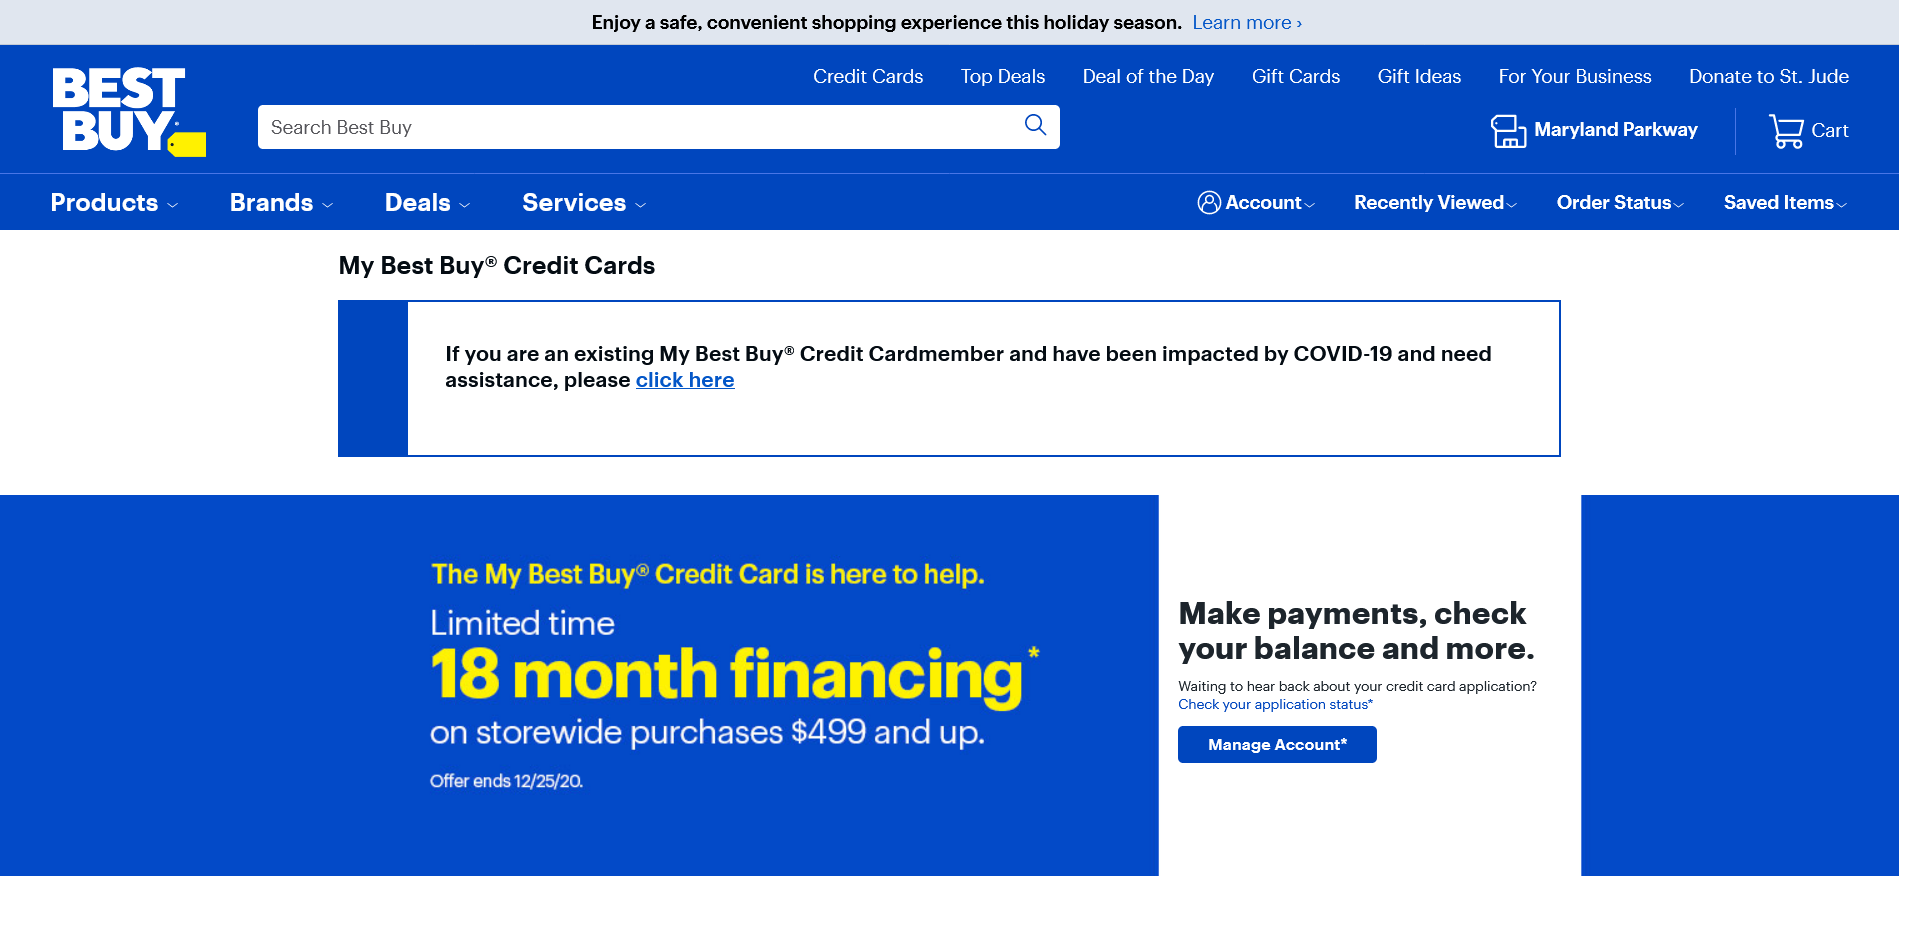 Enjoy a safe, convenient shopping experience this holiday season. Learn more ›
BEST
BUY
Credit Cards Top Deals Deal of the Day Gift Cards Gift Ideas For Your Business Donate to St. Jude
Search Best Buy
Maryland Parkway
Cart
Products Brands Deals Services Account Recently Viewed Order Status Saved Items
My Best Buy® Credit Cards
If you are an existing My Best Buy® Credit Cardmember and have been impacted by COVID-19 and need
assistance, please click here
The My Best Buy® Credit Card is here to help.
Limited time
18 month financing*
on storewide purchases $499 and up.
Offer ends 12/25/20.
Make payments, check
your balance and more.
Waiting to hear back about your credit card application?
Check your application status*
Manage Account*